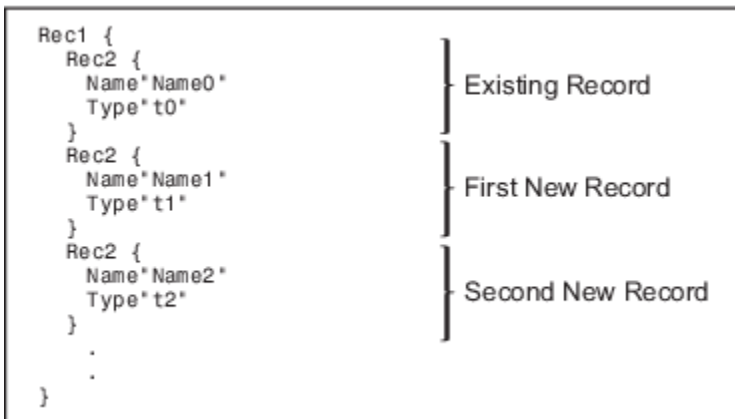 Rec1 {
Rec2 {
Name"Name0"
Existing Record
Type"t0"
}
Rec2 {
Name"Name1"
First New Record
Type"t1"
}
Rec2 {
Name"Name2"
Second New Record
Type"t2"
}
.
.
}